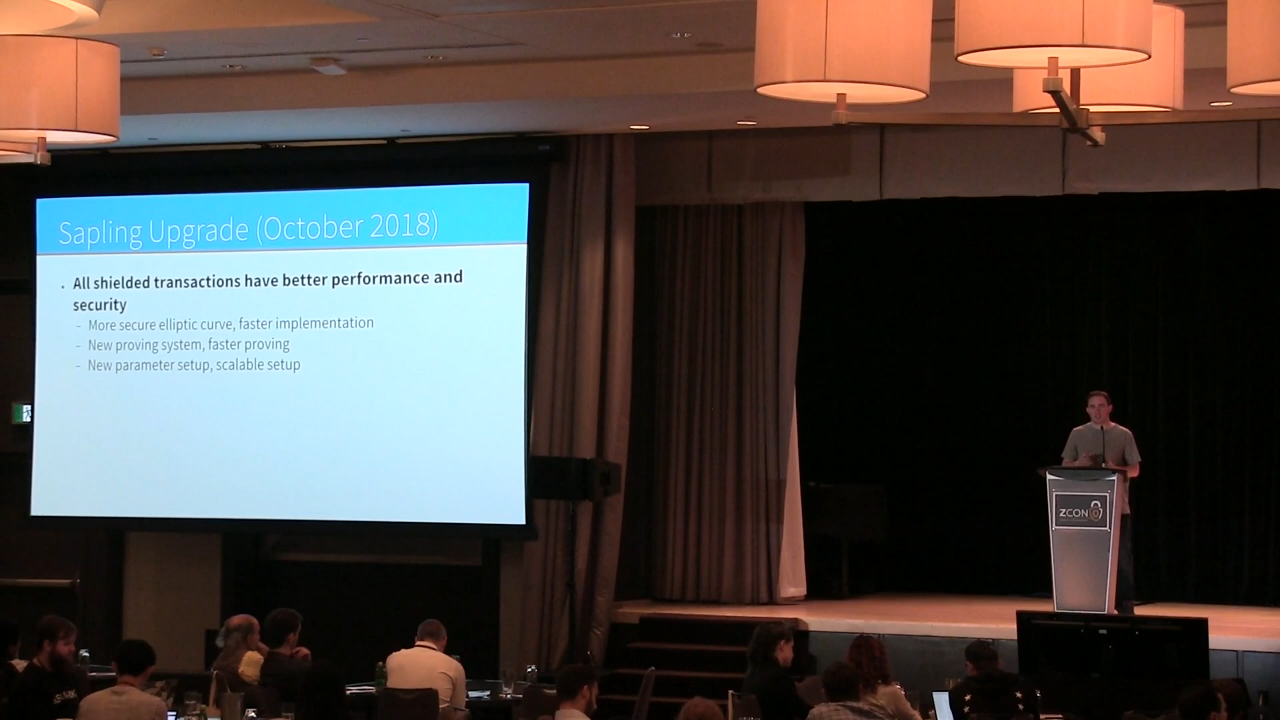 Sapling Upgrade (October 2018)
· All shielded transactions have better performance and
security
- More secure elliptic curve, faster implementation
- New proving system, faster proving
- New parameter setup, scalable setup
ZCON0